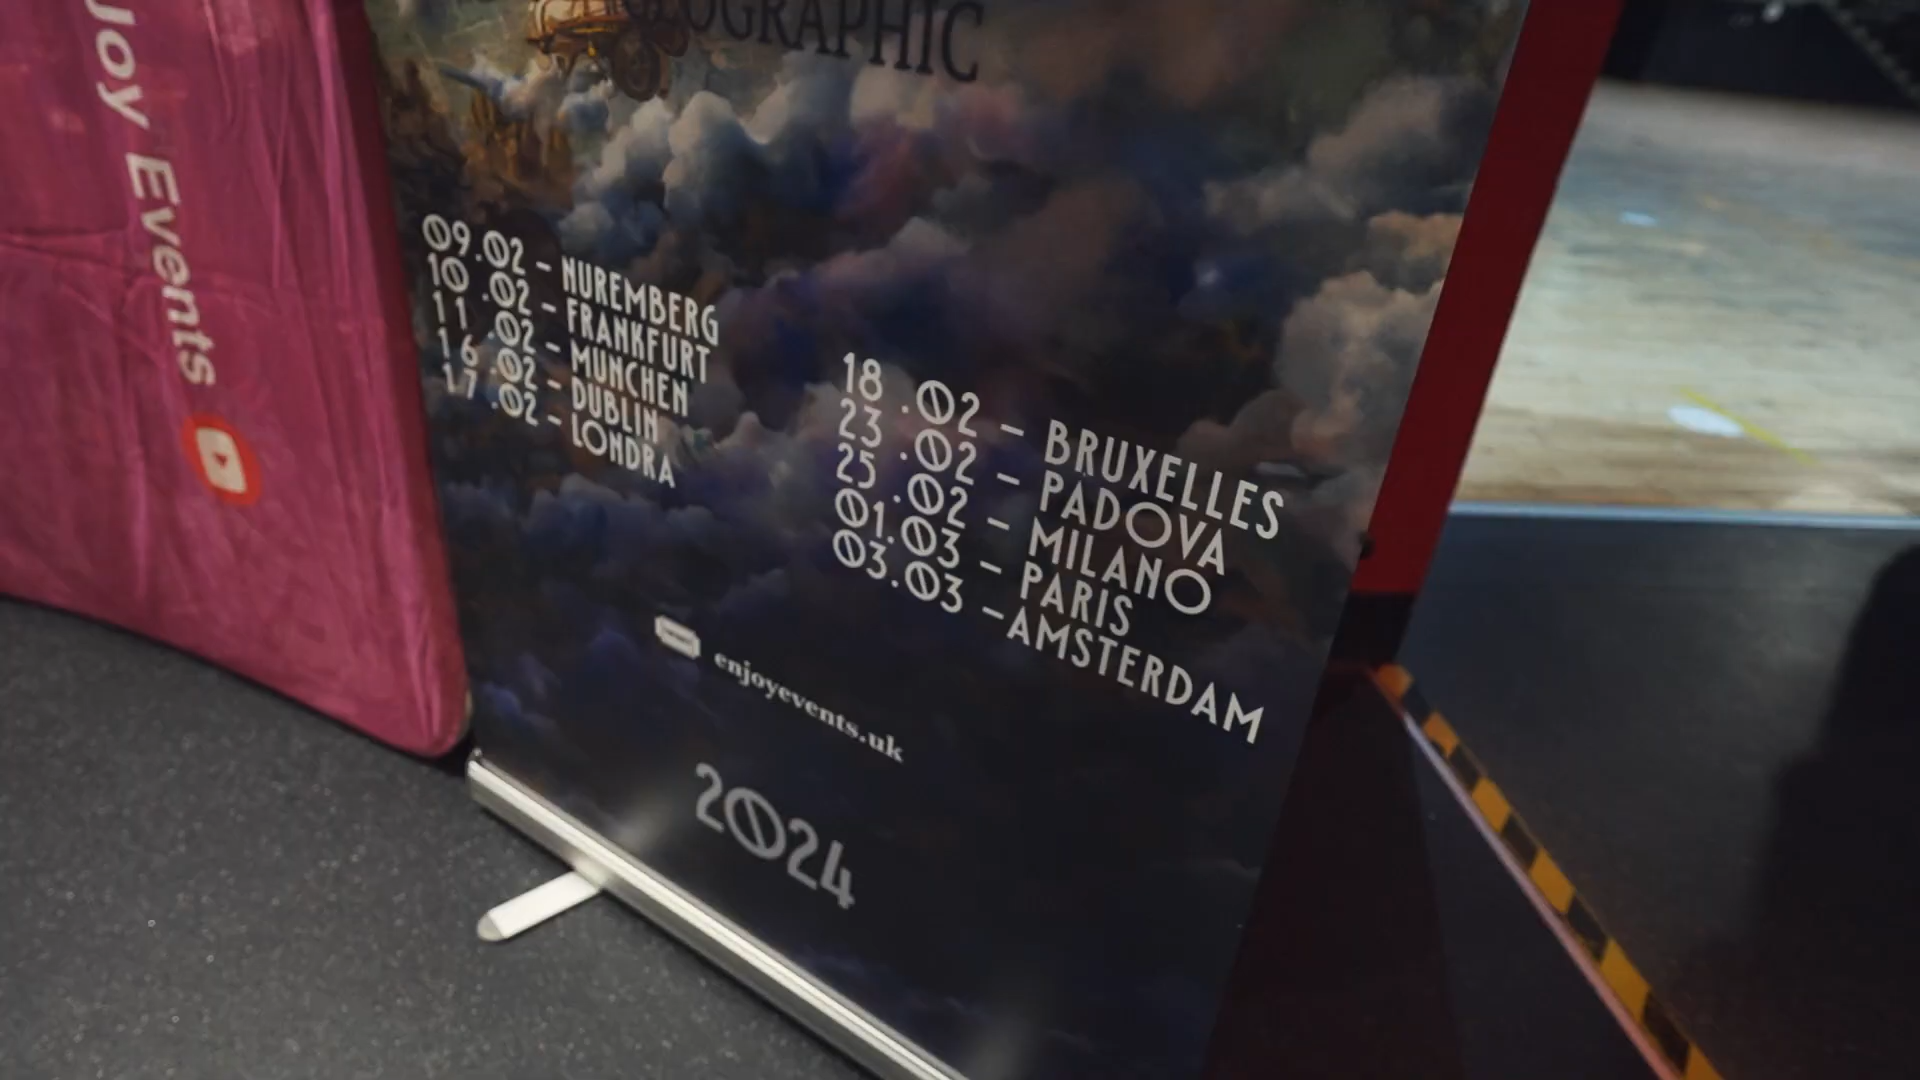 joy Events
OGRAPHIC
09.02 - NUREMBERG
10.02 - FRANKFURT
11.02 - MUNCHEN
16.02 - DUBLIN
17.02 - LONDRA
18.02 - BRUXELLES
23.02 - PADOVA
25.02 - MILANO
01.03 - PARIS
03.03 - AMSTERDAM
enjoyevents.uk
2024